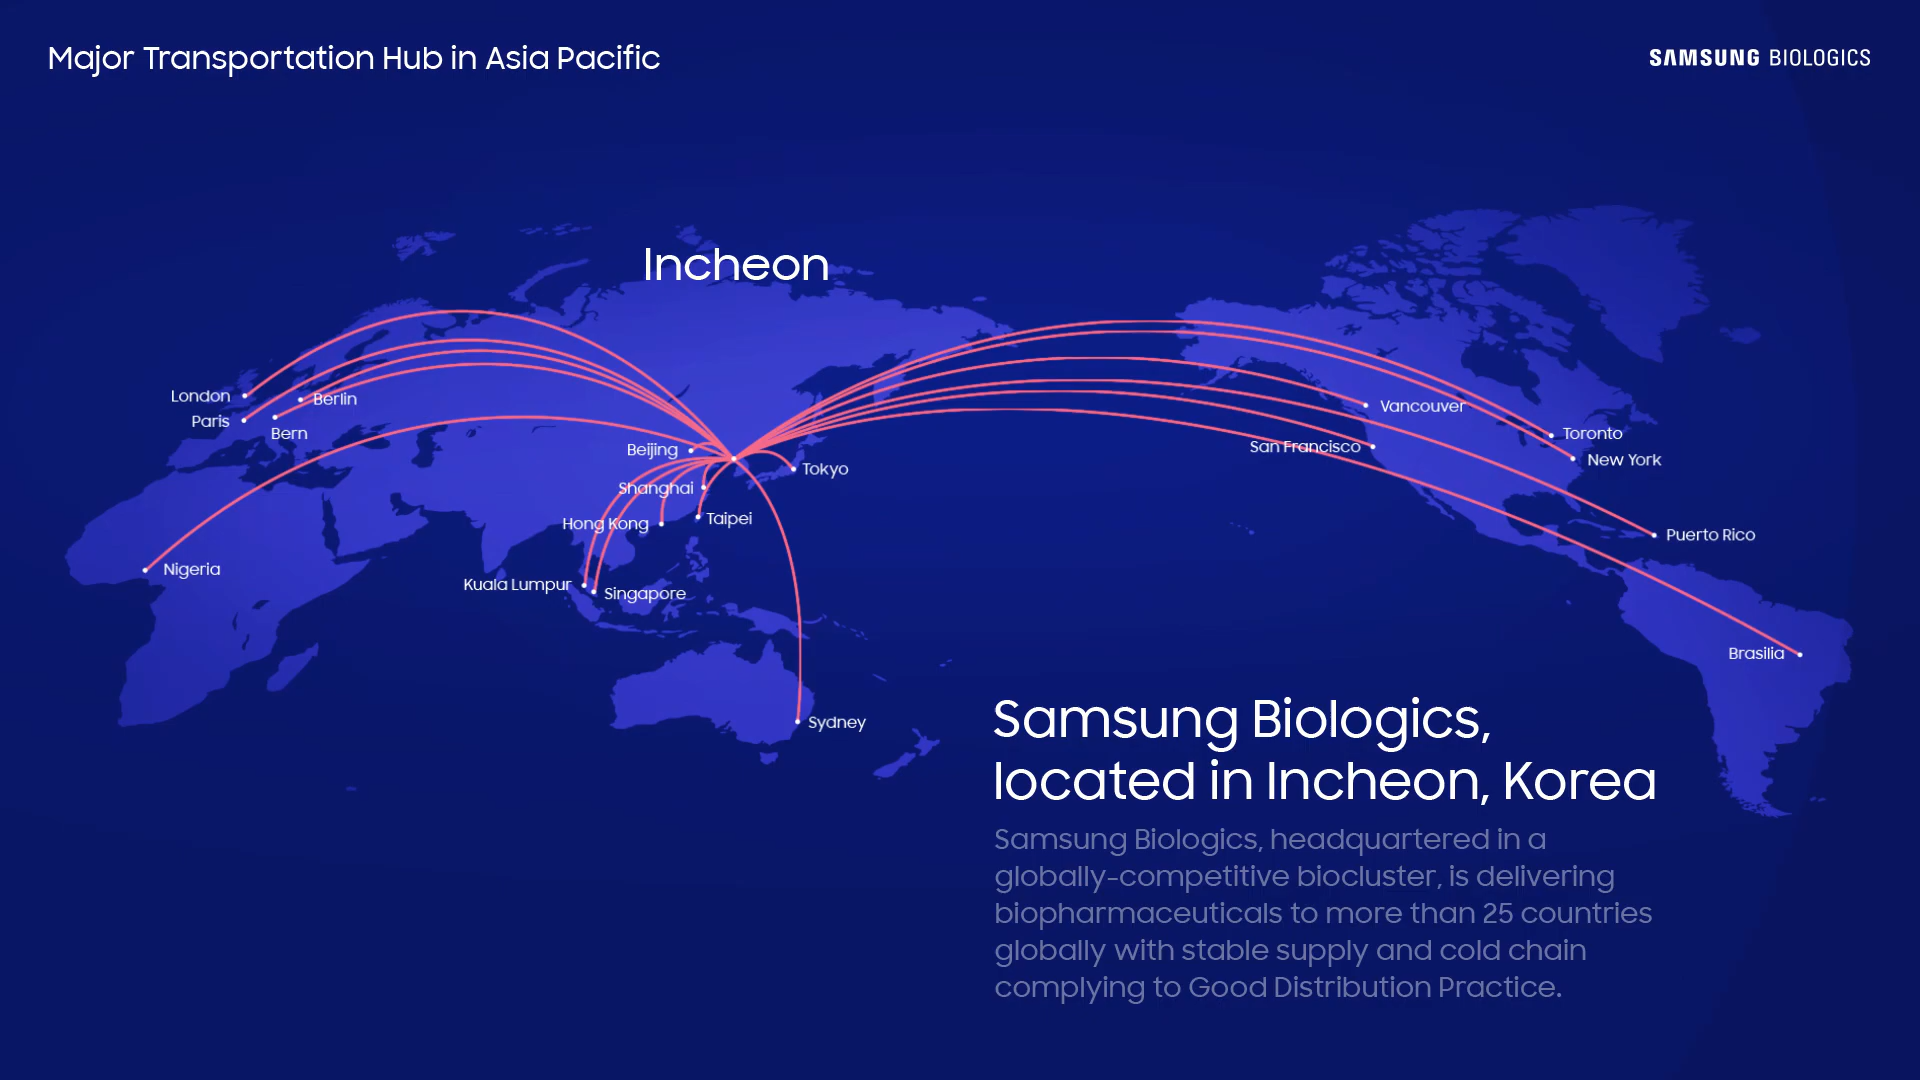 Major Transportation Hub in Asia Pacific
SAMSUNG BIOLOGICS
Incheon
London
Berlin
Paris
Bern
Vancouver
Toronto
Beijing
San Francisco
New York
Tokyo
Shanghai
Hong Kong
Taipei
Puerto Rico
Nigeria
Kuala Lumpur
Singapore
Brasilia
Sydney
Samsung Biologics,
located in Incheon, Korea
Samsung Biologics, headquartered in a
globally-competitive biocluster, is delivering
biopharmaceuticals to more than 25 countries
globally with stable supply and cold chain
complying to Good Distribution Practice.